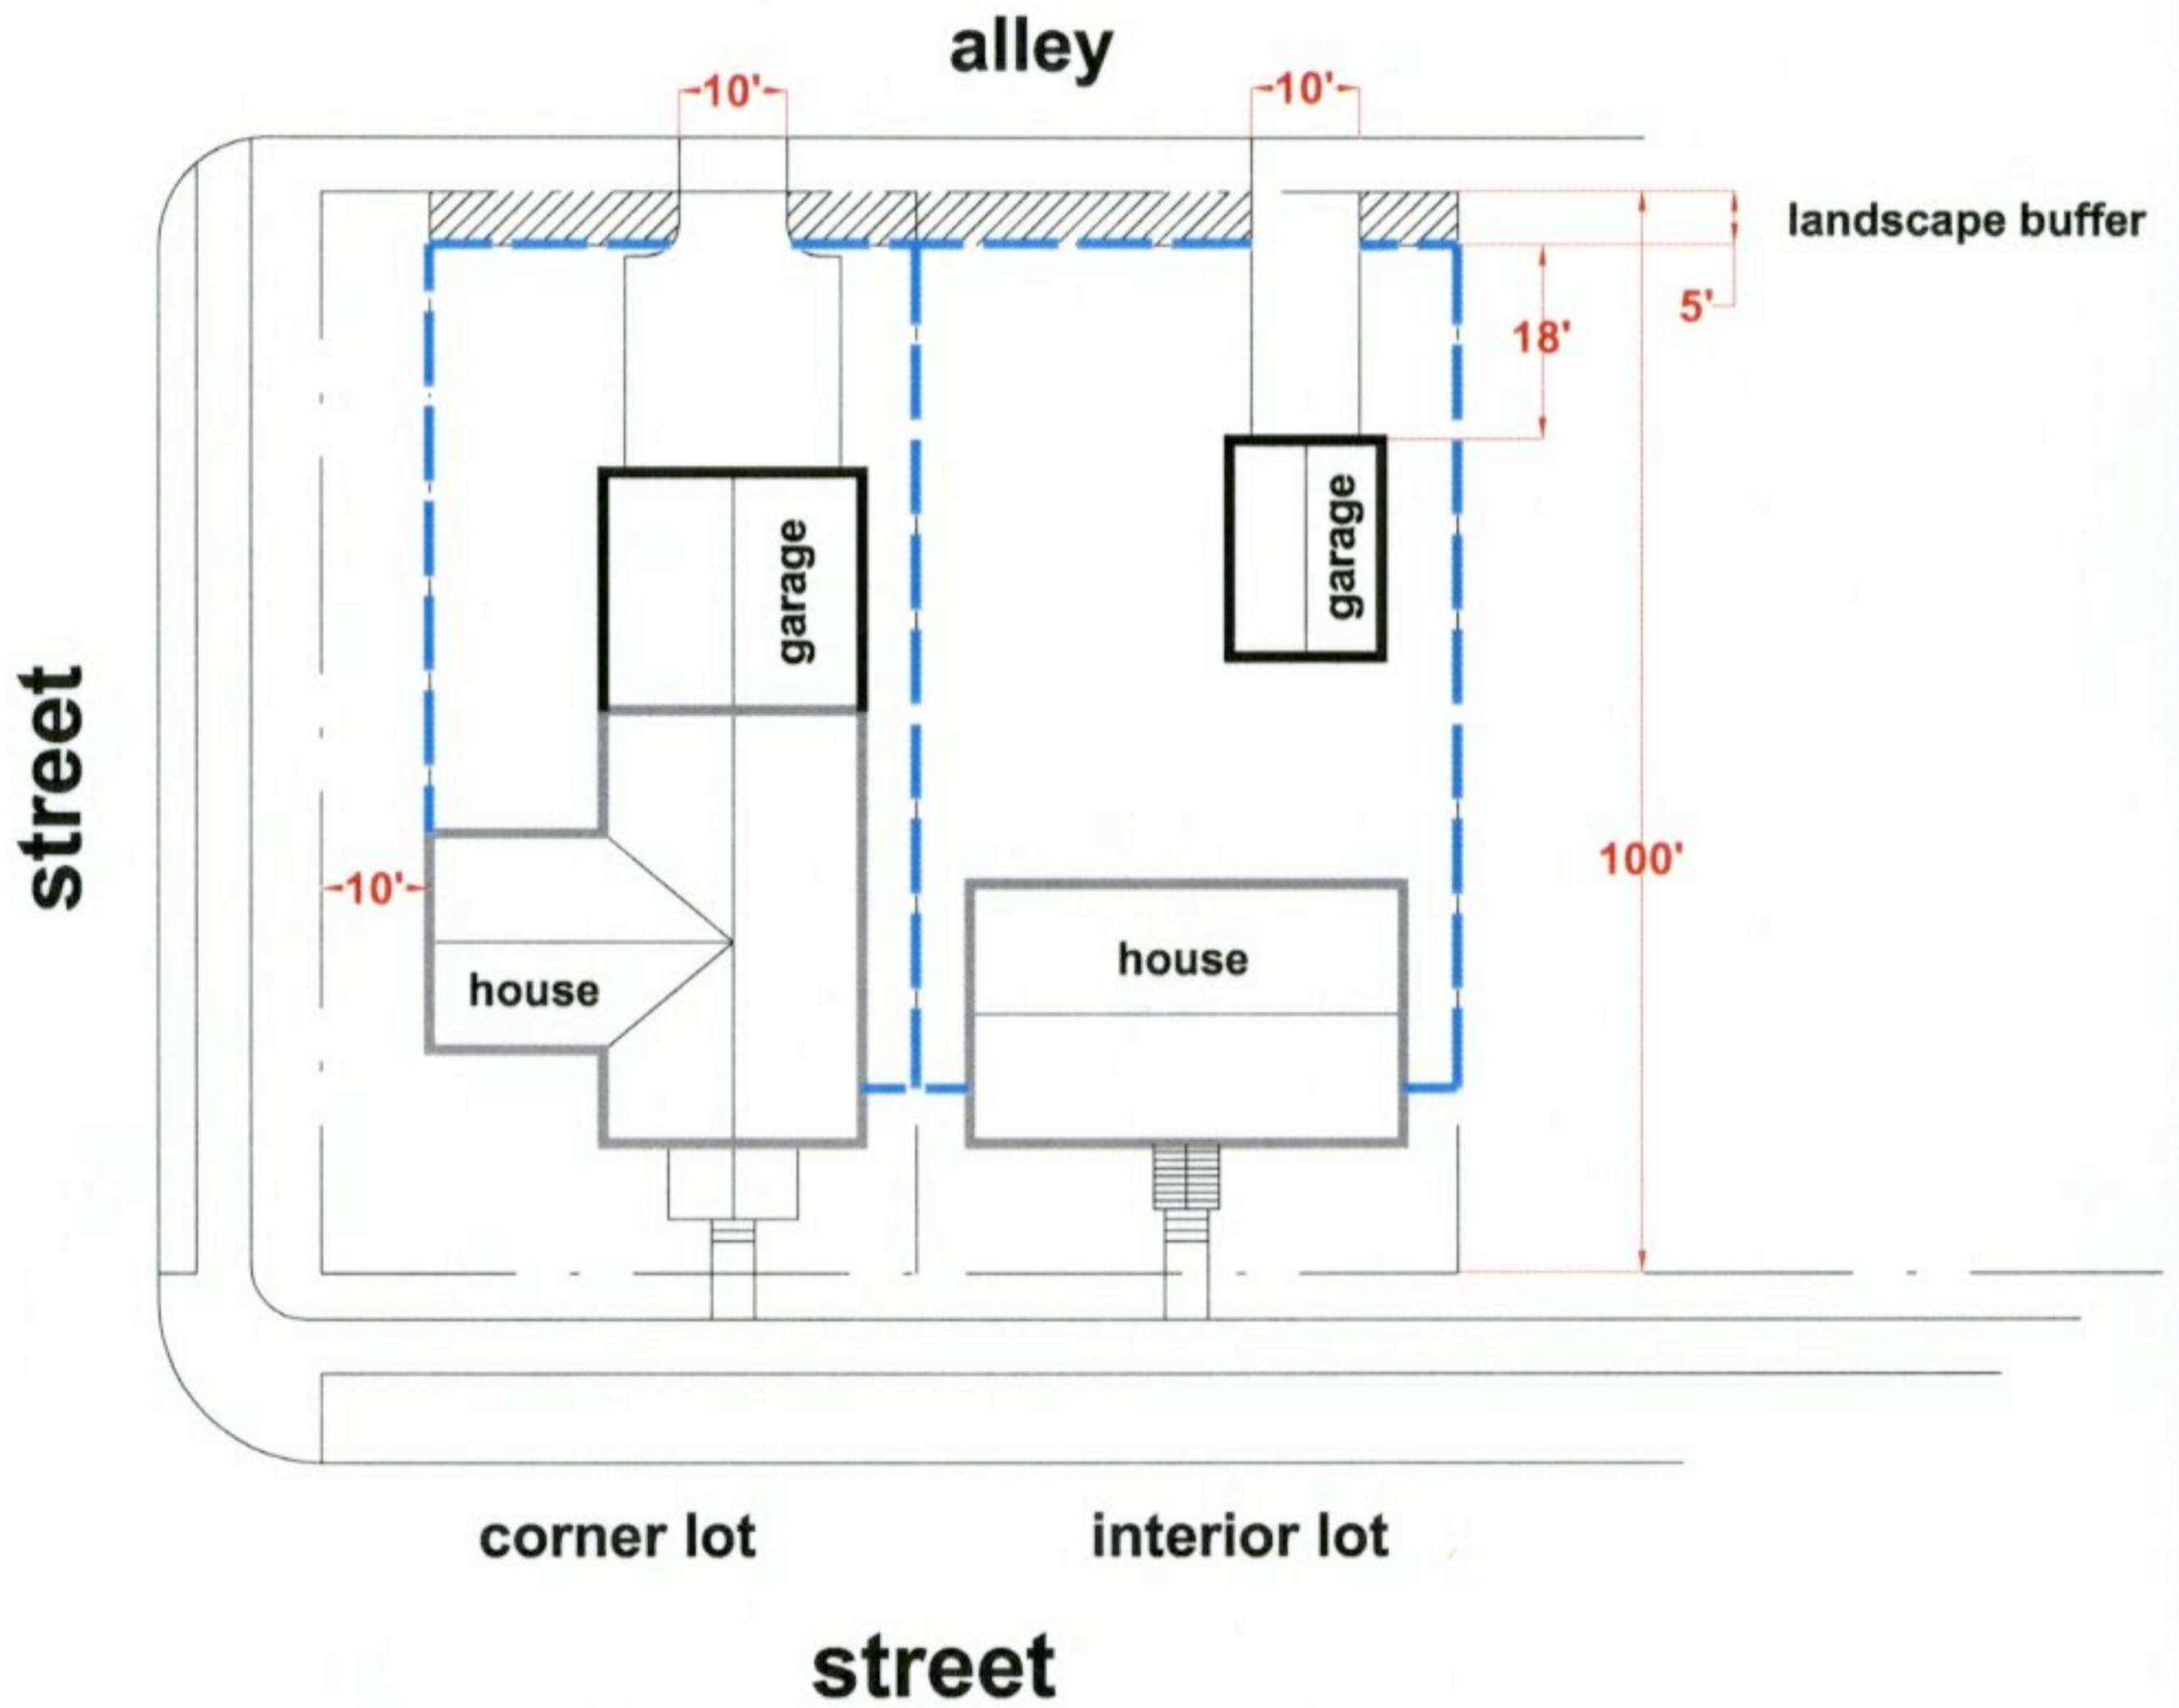 alley
10'
10'
landscape buffer
5'
18'
garage
garage
street
100'
10'
house
house
corner lot
interior lot
street